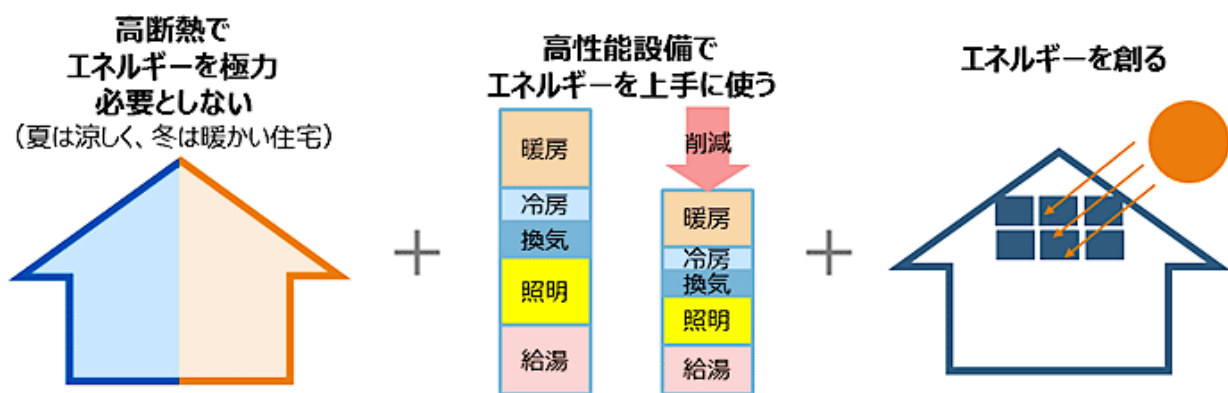 高断熱で
エネルギーを極力
必要としない
（夏は涼しく、冬は暖かい住宅）
高性能設備で
エネルギーを上手に使う
暖房
冷房
換気
照明
給湯
削減
暖房
冷房
換気
照明
給湯
エネルギーを創る